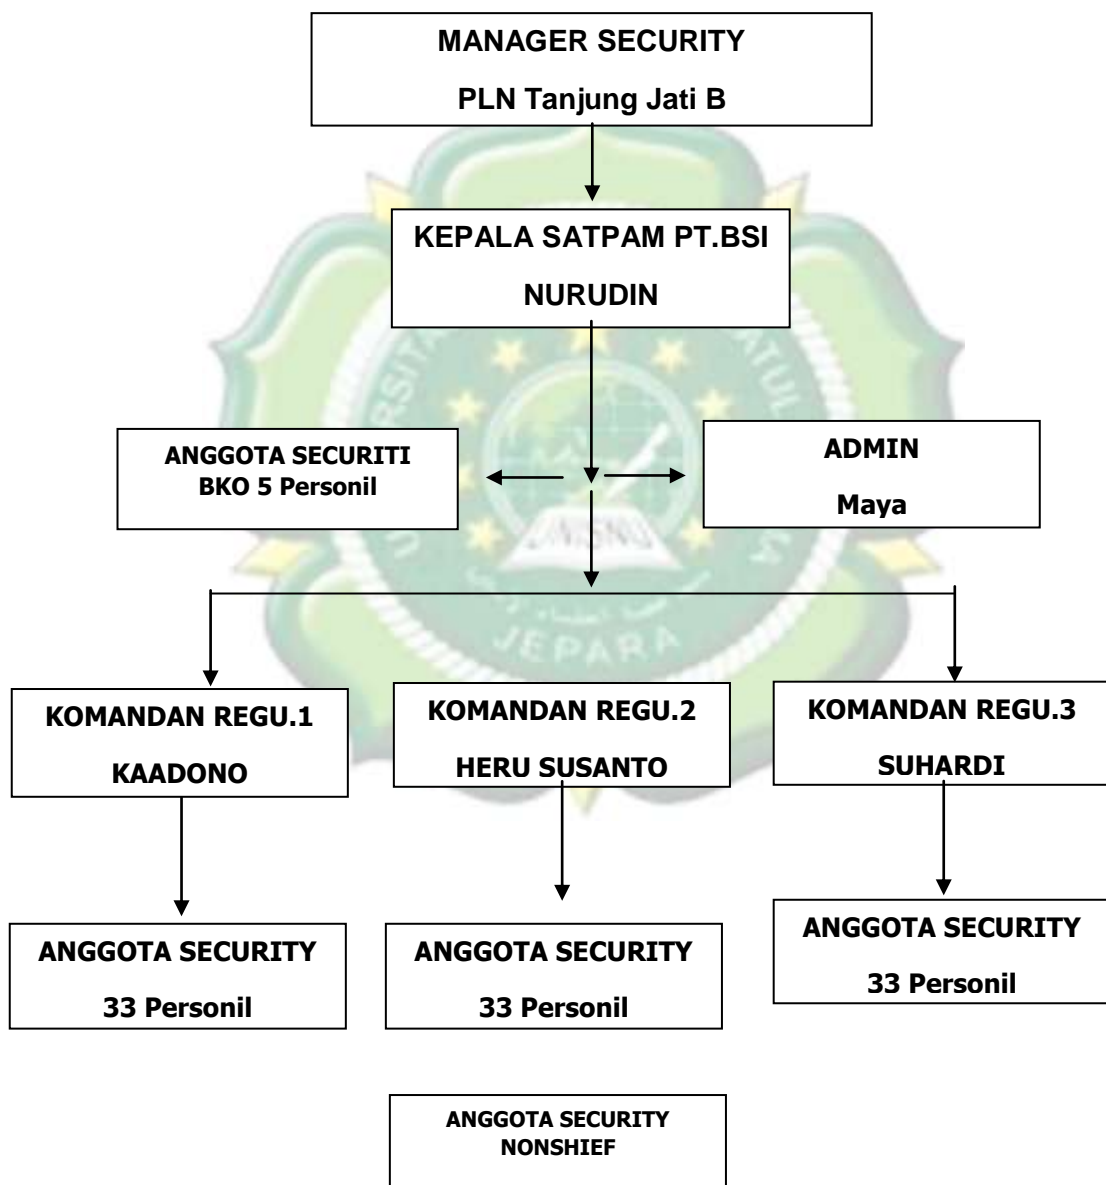 MANAGER SECURITY
PLN Tanjung Jati B
KEPALA SATPAM PT.BSI
NURUDIN
ANGGOTA SECURITI
BKO 5 Personil
ADMIN
Maya
UNISNU
JEPARA
KOMANDAN REGU.1
KAADONO
KOMANDAN REGU.2
HERU SUSANTO
KOMANDAN REGU.3
SUHARDI
ANGGOTA SECURITY
33 Personil
ANGGOTA SECURITY
33 Personil
ANGGOTA SECURITY
33 Personil
ANGGOTA SECURITY
NONSHIEF